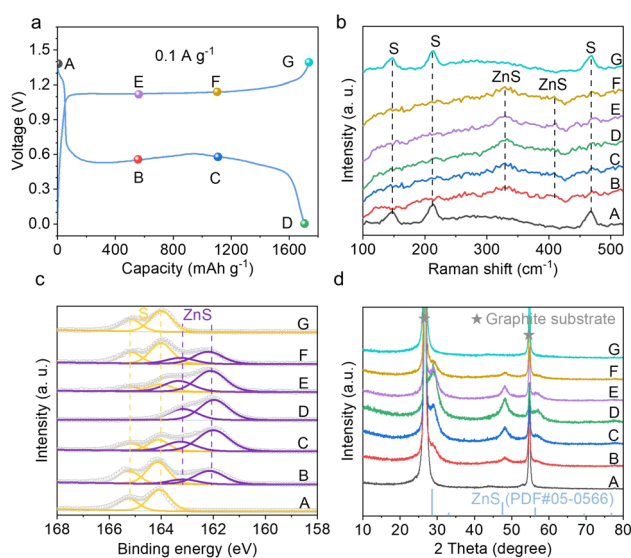 a
0.1 A g⁻¹
A
G
E
F
B
C
D
1.5
1.2
0.9
0.6
0.3
0.0
Voltage (V)
0 400 800 1200 1600
Capacity (mAh g⁻¹)
b
S
S
S
ZnS
ZnS
G
F
E
D
C
B
A
Intensity (a. u.)
100 200 300 400 500
Raman shift (cm⁻¹)
c
S
ZnS
G
F
E
D
C
B
A
Intensity (a. u.)
168 166 164 162 160 158
Binding energy (eV)
d
★ Graphite substrate
G
F
E
D
C
B
A
ZnS (PDF#05-0566)
Intensity (a. u.)
10 20 30 40 50 60 70 80
2 Theta (degree)